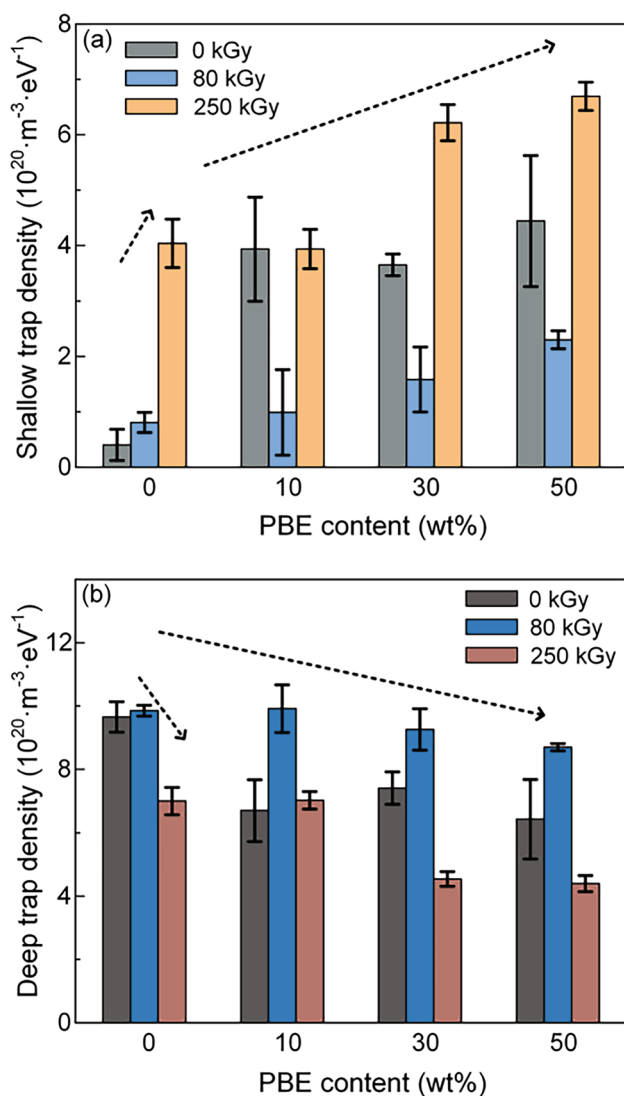 (a)
0 kGy
80 kGy
250 kGy
Shallow trap density (10²⁰·m⁻³·eV⁻¹)
8
6
4
2
0
0 10 30 50
PBE content (wt%)
(b)
0 kGy
80 kGy
250 kGy
Deep trap density (10²⁰·m⁻³·eV⁻¹)
12
8
4
0
0 10 30 50
PBE content (wt%)